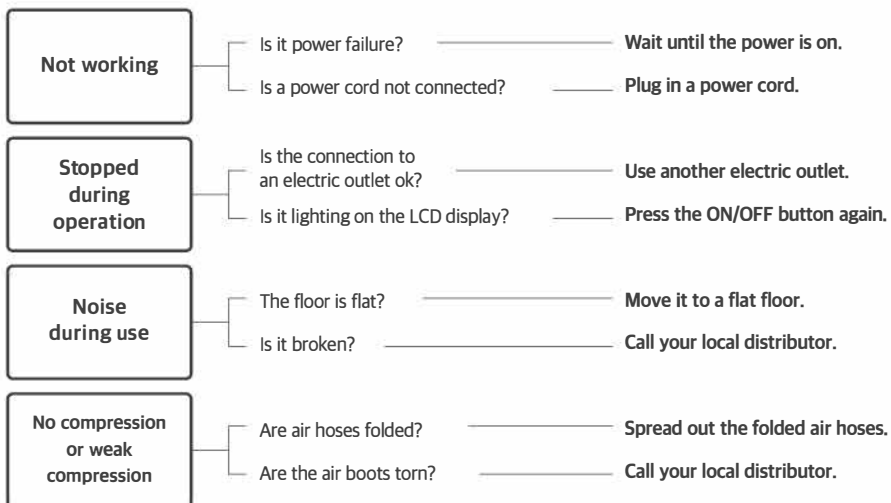 Not working
Is it power failure?
Wait until the power is on.
Is a power cord not connected?
Plug in a power cord.
Stopped
during
operation
Is the connection to
an electric outlet ok?
Use another electric outlet.
Is it lighting on the LCD display?
Press the ON/OFF button again.
Noise
during use
The floor is flat?
Move it to a flat floor.
Is it broken?
Call your local distributor.
No compression
or weak
compression
Are air hoses folded?
Spread out the folded air hoses.
Are the air boots torn?
Call your local distributor.